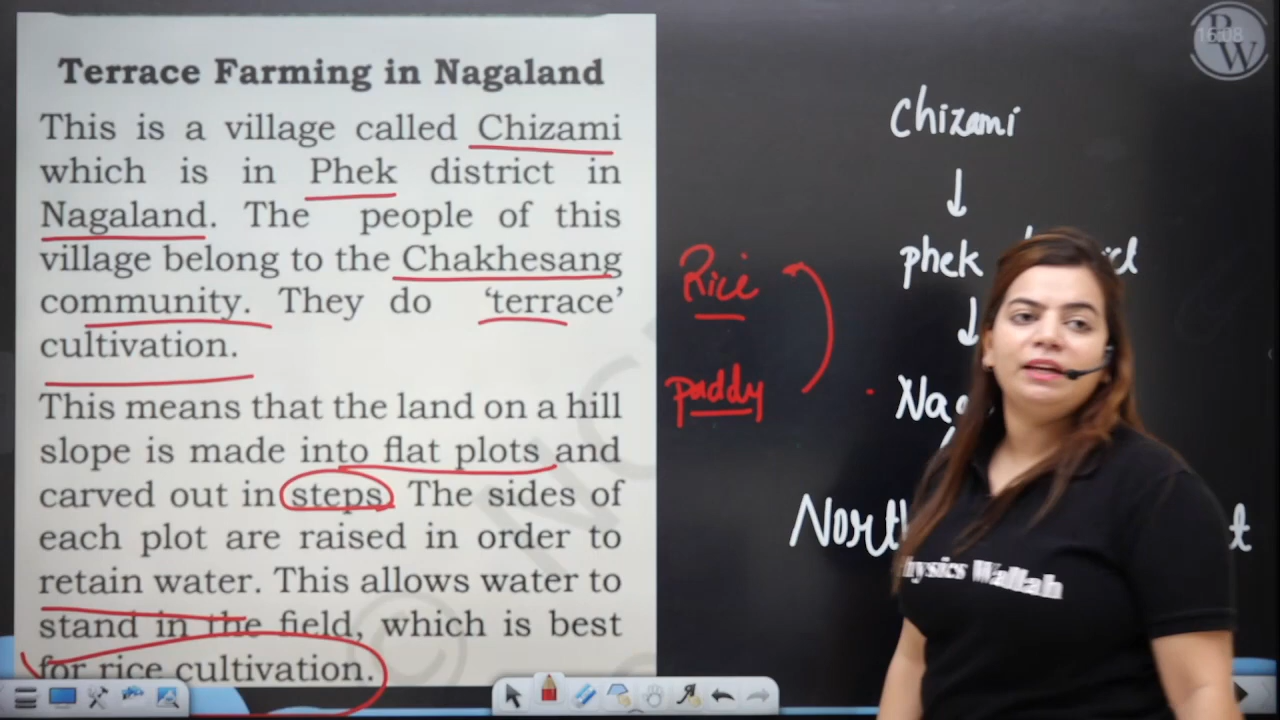 Terrace Farming in Nagaland
This is a village called Chizami
which is in Phek district in
Nagaland. The people of this
village belong to the Chakhesang
community. They do ‘terrace’
cultivation.
This means that the land on a hill
slope is made into flat plots and
carved out in steps. The sides of
each plot are raised in order to
retain water. This allows water to
stand in the field, which is best
for rice cultivation.
Rice
paddy
Chizami
phek
16:08
PW
Physics Wallah